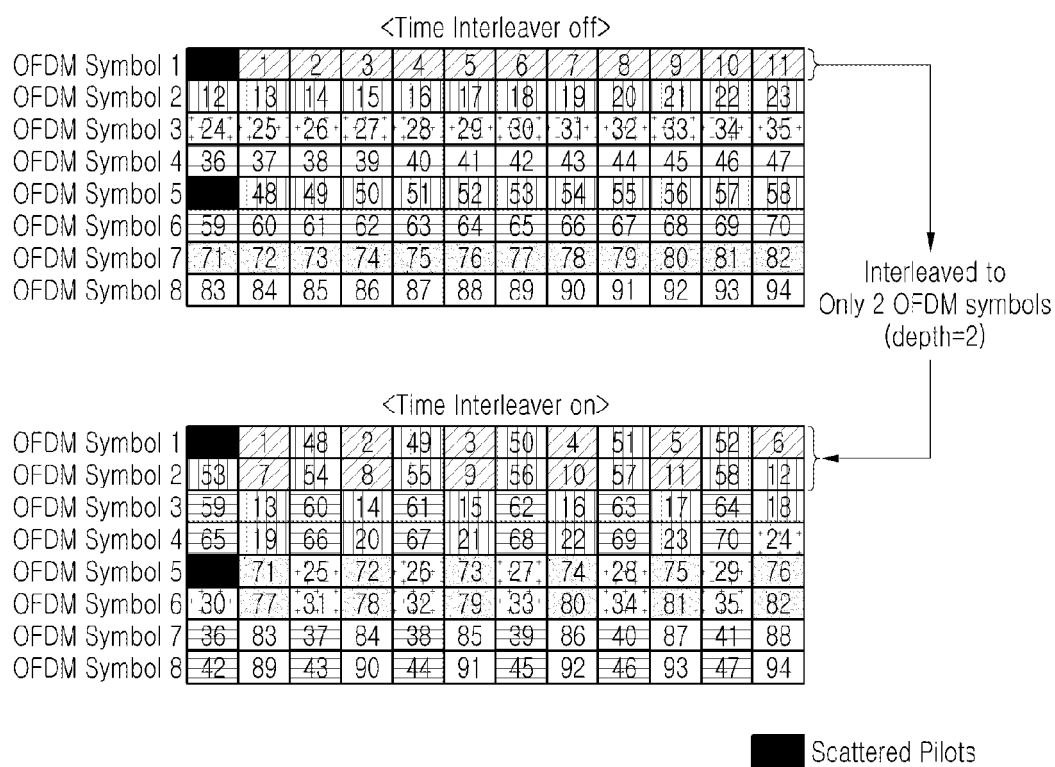 <Time Interleaver off>
OFDM Symbol 1 1 2 3 4 5 6 7 8 9 10 11
OFDM Symbol 2 12 13 14 15 16 17 18 19 20 21 22 23
OFDM Symbol 3 24 25 26 27 28 29 30 31 32 33 34 35
OFDM Symbol 4 36 37 38 39 40 41 42 43 44 45 46 47
OFDM Symbol 5 48 49 50 51 52 53 54 55 56 57 58
OFDM Symbol 6 59 60 61 62 63 64 65 66 67 68 69 70
OFDM Symbol 7 71 72 73 74 75 76 77 78 79 80 81 82
OFDM Symbol 8 83 84 85 86 87 88 89 90 91 92 93 94
Interleaved to
Only 2 OFDM symbols
(depth=2)
<Time Interleaver on>
OFDM Symbol 1 1 48 2 49 3 50 4 51 5 52 6
OFDM Symbol 2 53 7 54 8 55 9 56 10 57 11 58 12
OFDM Symbol 3 59 13 60 14 61 15 62 16 63 17 64 18
OFDM Symbol 4 65 19 66 20 67 21 68 22 69 23 70 24
OFDM Symbol 5 71 25 72 26 73 27 74 28 75 29 76
OFDM Symbol 6 30 77 31 78 32 79 33 80 34 81 35 82
OFDM Symbol 7 36 83 37 84 38 85 39 86 40 87 41 88
OFDM Symbol 8 42 89 43 90 44 91 45 92 46 93 47 94
Scattered Pilots